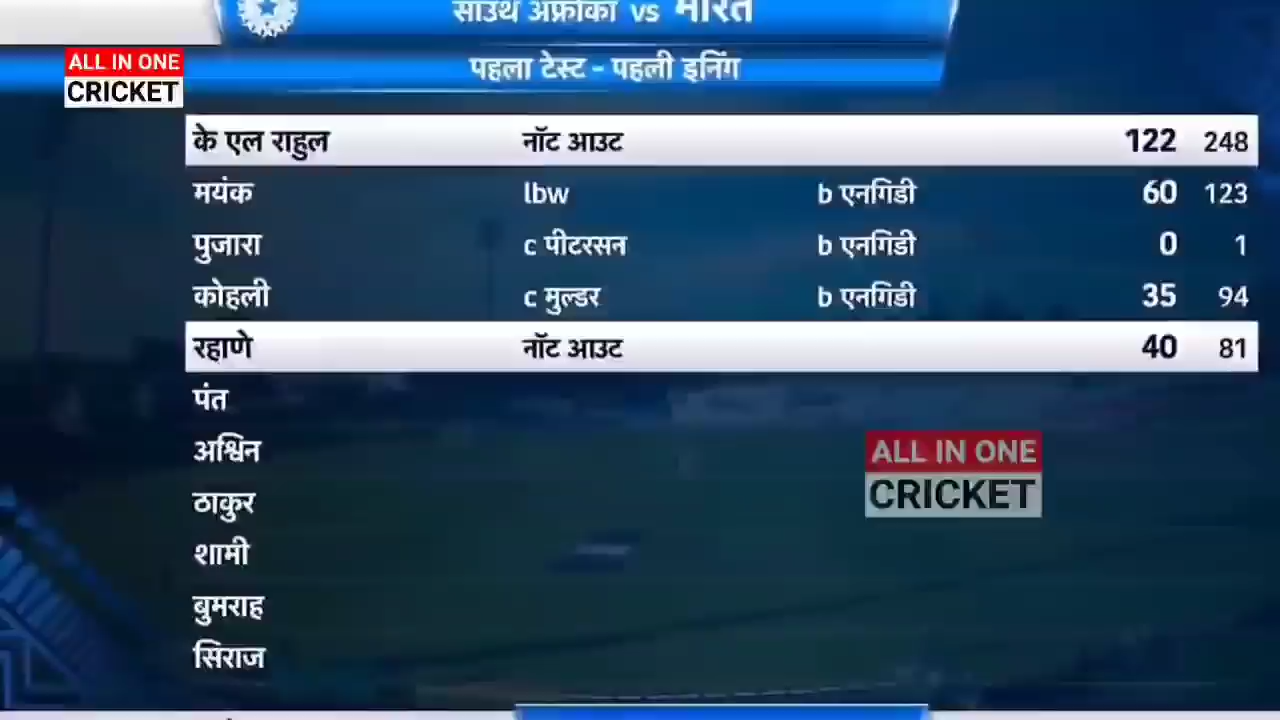 साउथ अफ्रीका vs भारत
ALL IN ONE
CRICKET
पहला टेस्ट - पहली इनिंग
के एल राहुल नॉट आउट 122 248
मयंक lbw b एनगिडी 60 123
पुजारा c पीटरसन b एनगिडी 0 1
कोहली c मुल्डर b एनगिडी 35 94
रहाणे नॉट आउट 40 81
पंत
अश्विन
ALL IN ONE
CRICKET
ठाकुर
शामी
बुमराह
सिराज